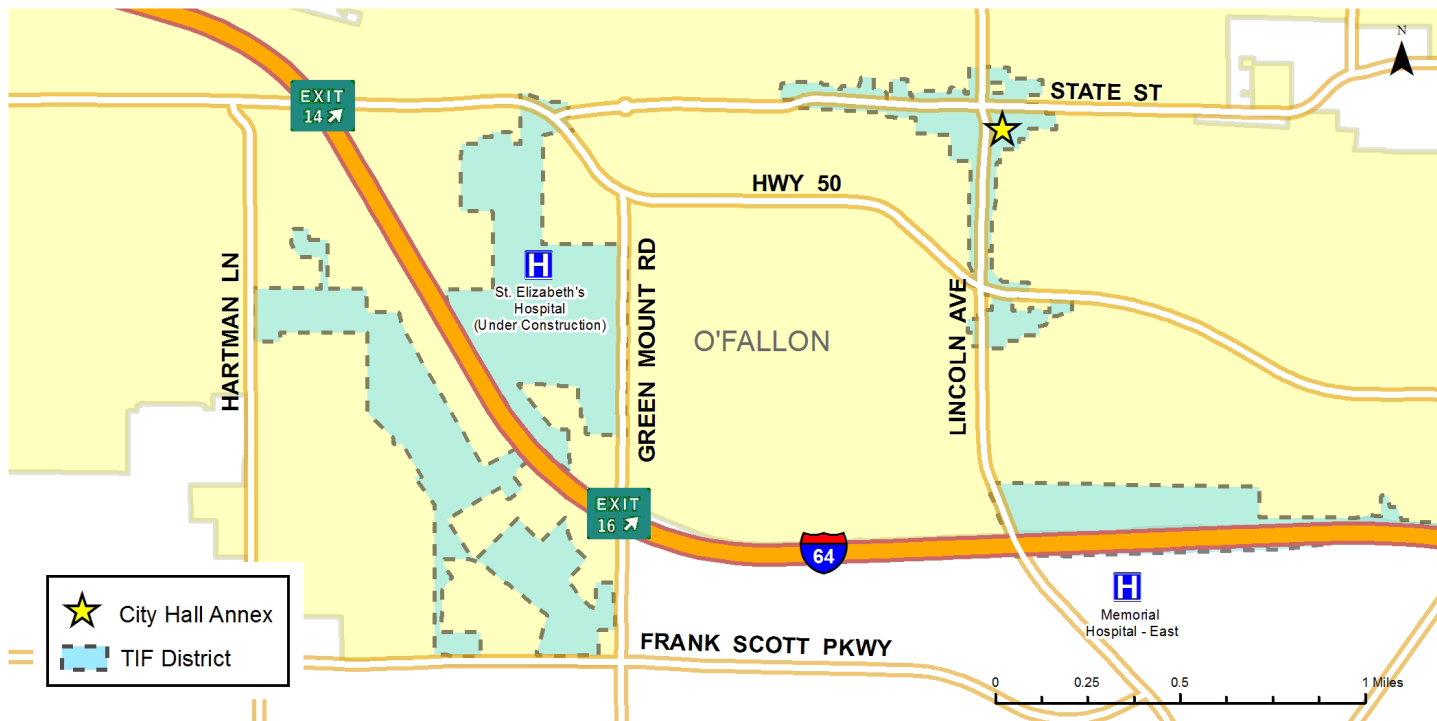 N
EXIT
14
STATE ST
HWY 50
H
St. Elizabeth's
Hospital
(Under Construction)
HARTMAN LN
GREEN MOUNT RD
O'FALLON
LINCOLN AVE
EXIT
16
64
H
Memorial
Hospital - East
City Hall Annex
TIF District
FRANK SCOTT PKWY
0 0.25 0.5 1 Miles